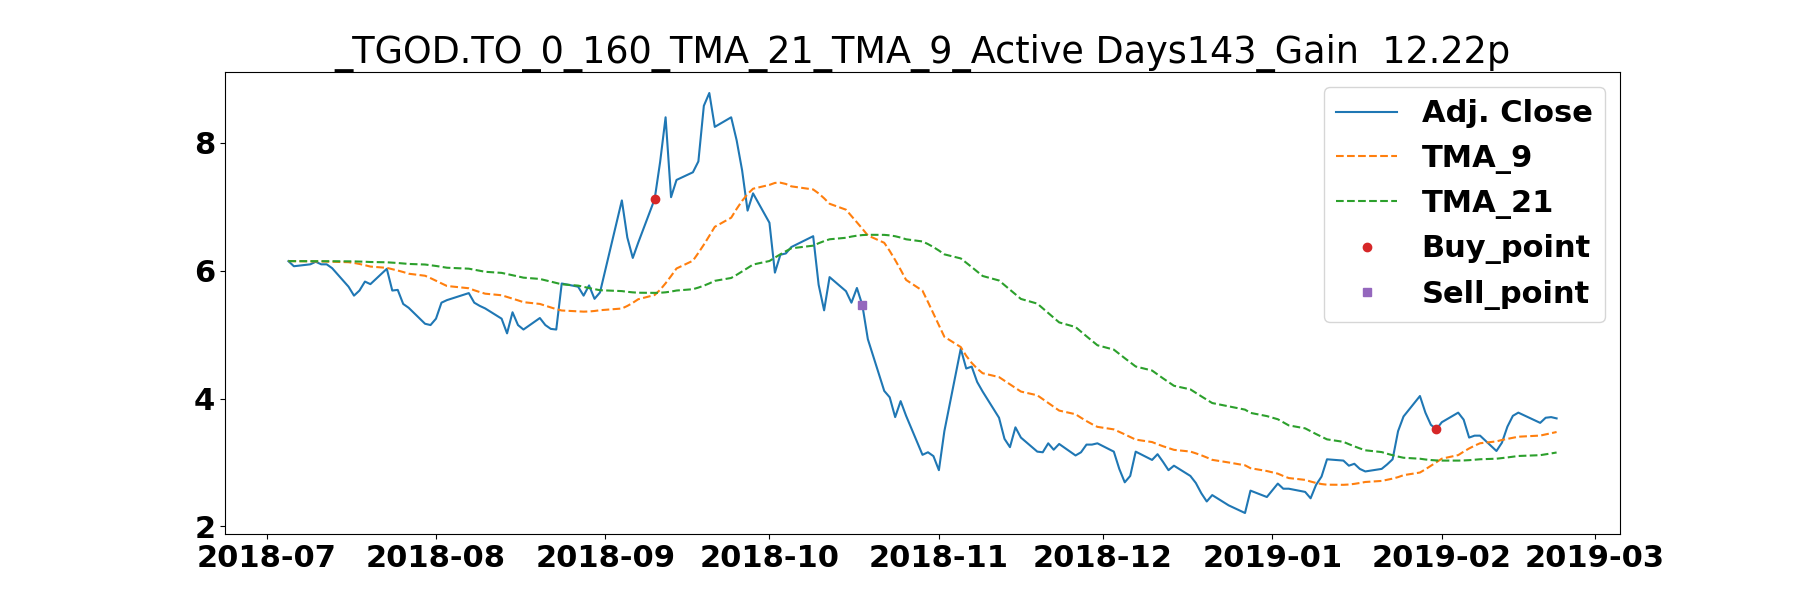 _TGOD.TO_0_160_TMA_21_TMA_9_Active Days143_Gain  12.22p
Adj. Close
TMA_9
TMA_21
Buy_point
Sell_point
8
6
4
2
2018-07 2018-08 2018-09 2018-10 2018-11 2018-12 2019-01 2019-02 2019-03